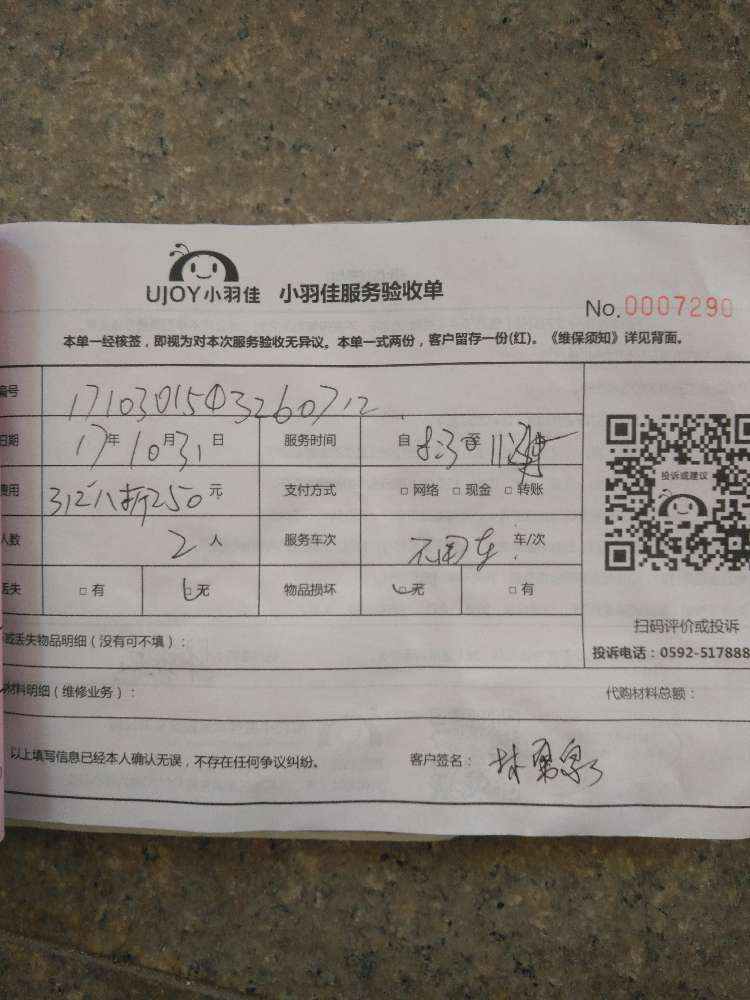 UJOY小羽佳 小羽佳服务验收单
No.0007290
本单一经核签，即视为对本次服务验收无异议。本单一式两份，客户留存一份(红)。《维保须知》详见背面。
编号 1710301543260712
日期 17年10月31日 服务时间 自 8:30至11
费用 312八折250元 支付方式 □网络 □现金 □转账
人数 2人 服务车次 不用车 车/次
丢失 □有 □无 物品损坏 □无 □有
投诉或建议
扫码评价或投诉
投诉电话：0592-517888
或丢失物品明细（没有可不填）：
材料明细（维修业务）： 代购材料总额：
以上填写信息已经本人确认无误，不存在任何争议纠纷。 客户签名：林